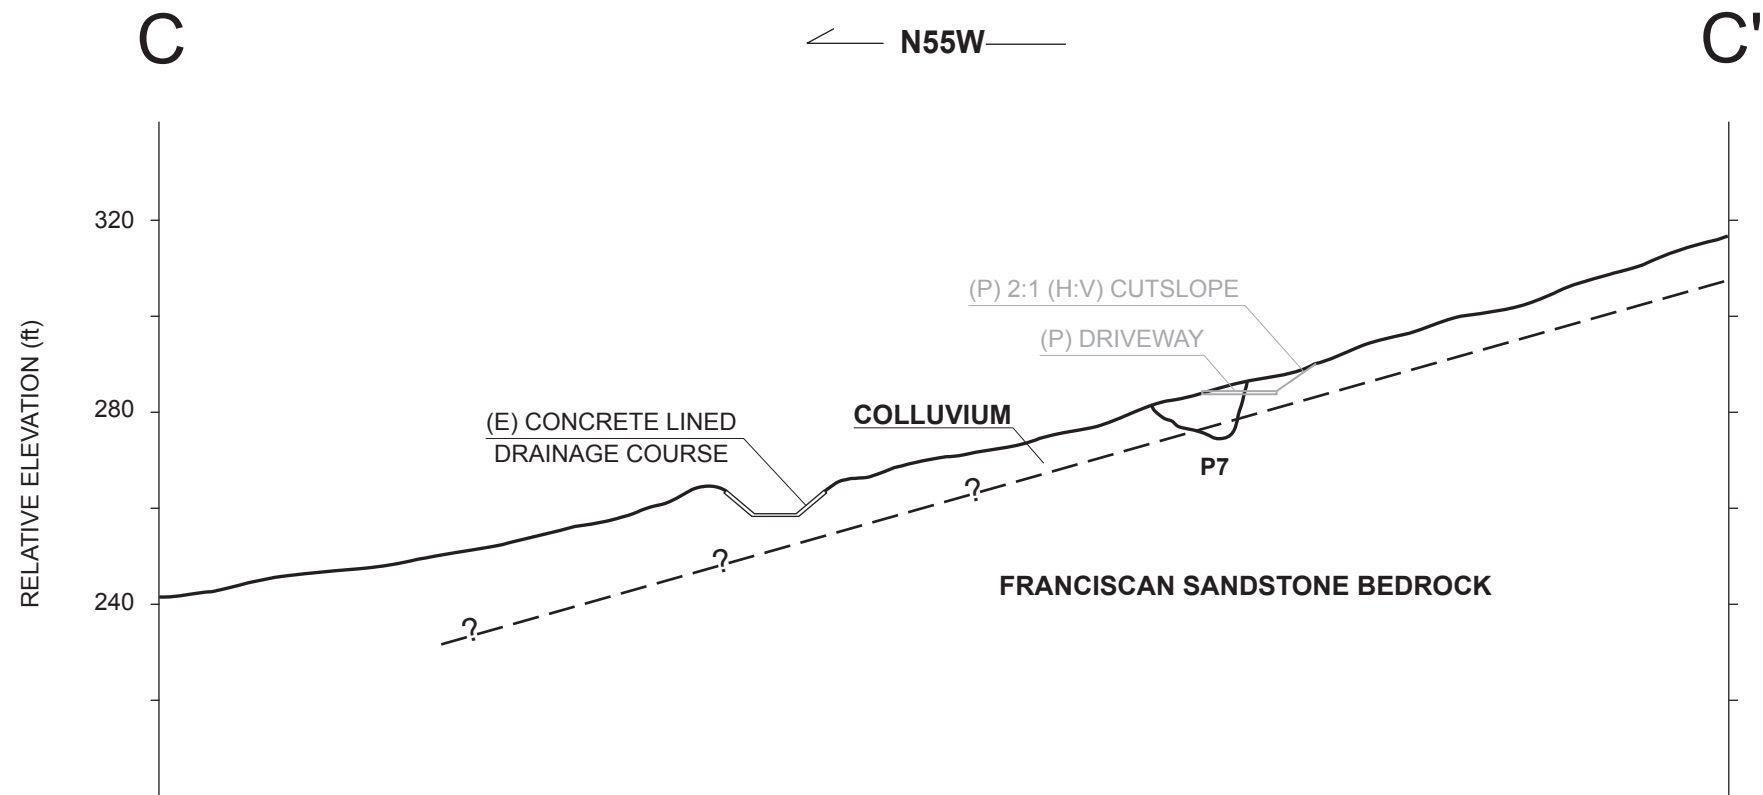 C
N55W
C'
320
(P) 2:1 (H:V) CUTSLOPE
(P) DRIVEWAY
RELATIVE ELEVATION (ft)
280
(E) CONCRETE LINED
DRAINAGE COURSE
COLLUVIUM
P7
?
?
FRANCISCAN SANDSTONE BEDROCK
240
?